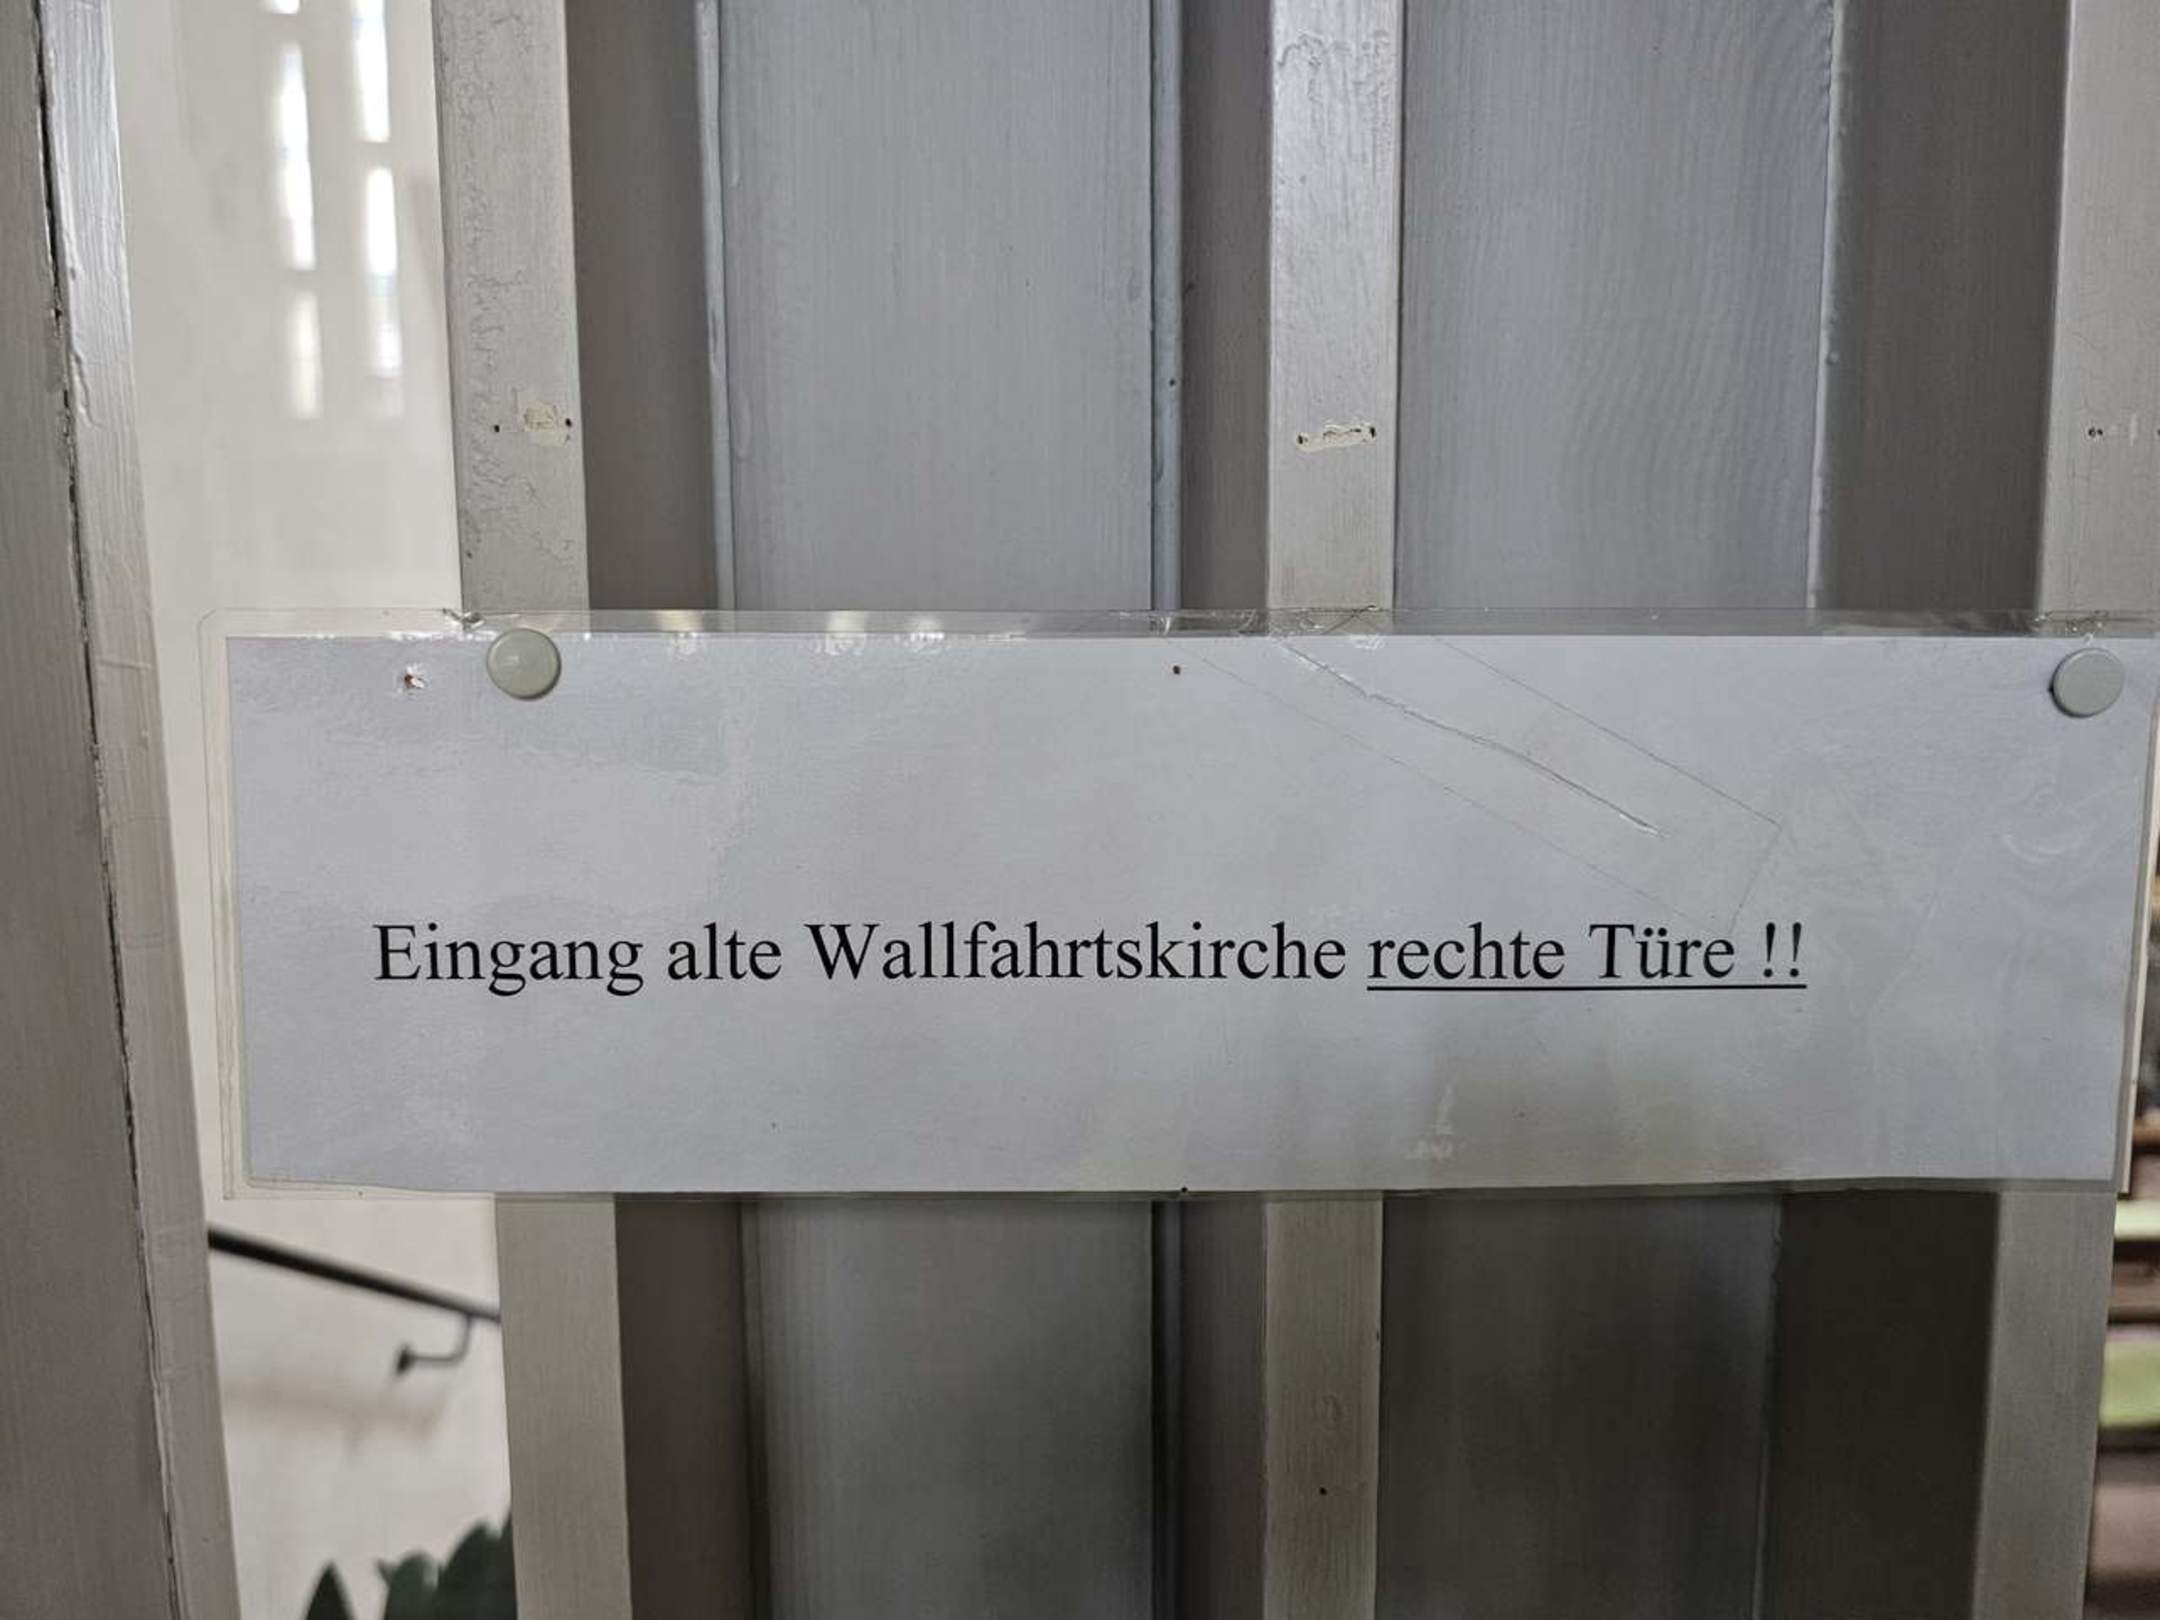 Eingang alte Wallfahrtskirche rechte Türe !!